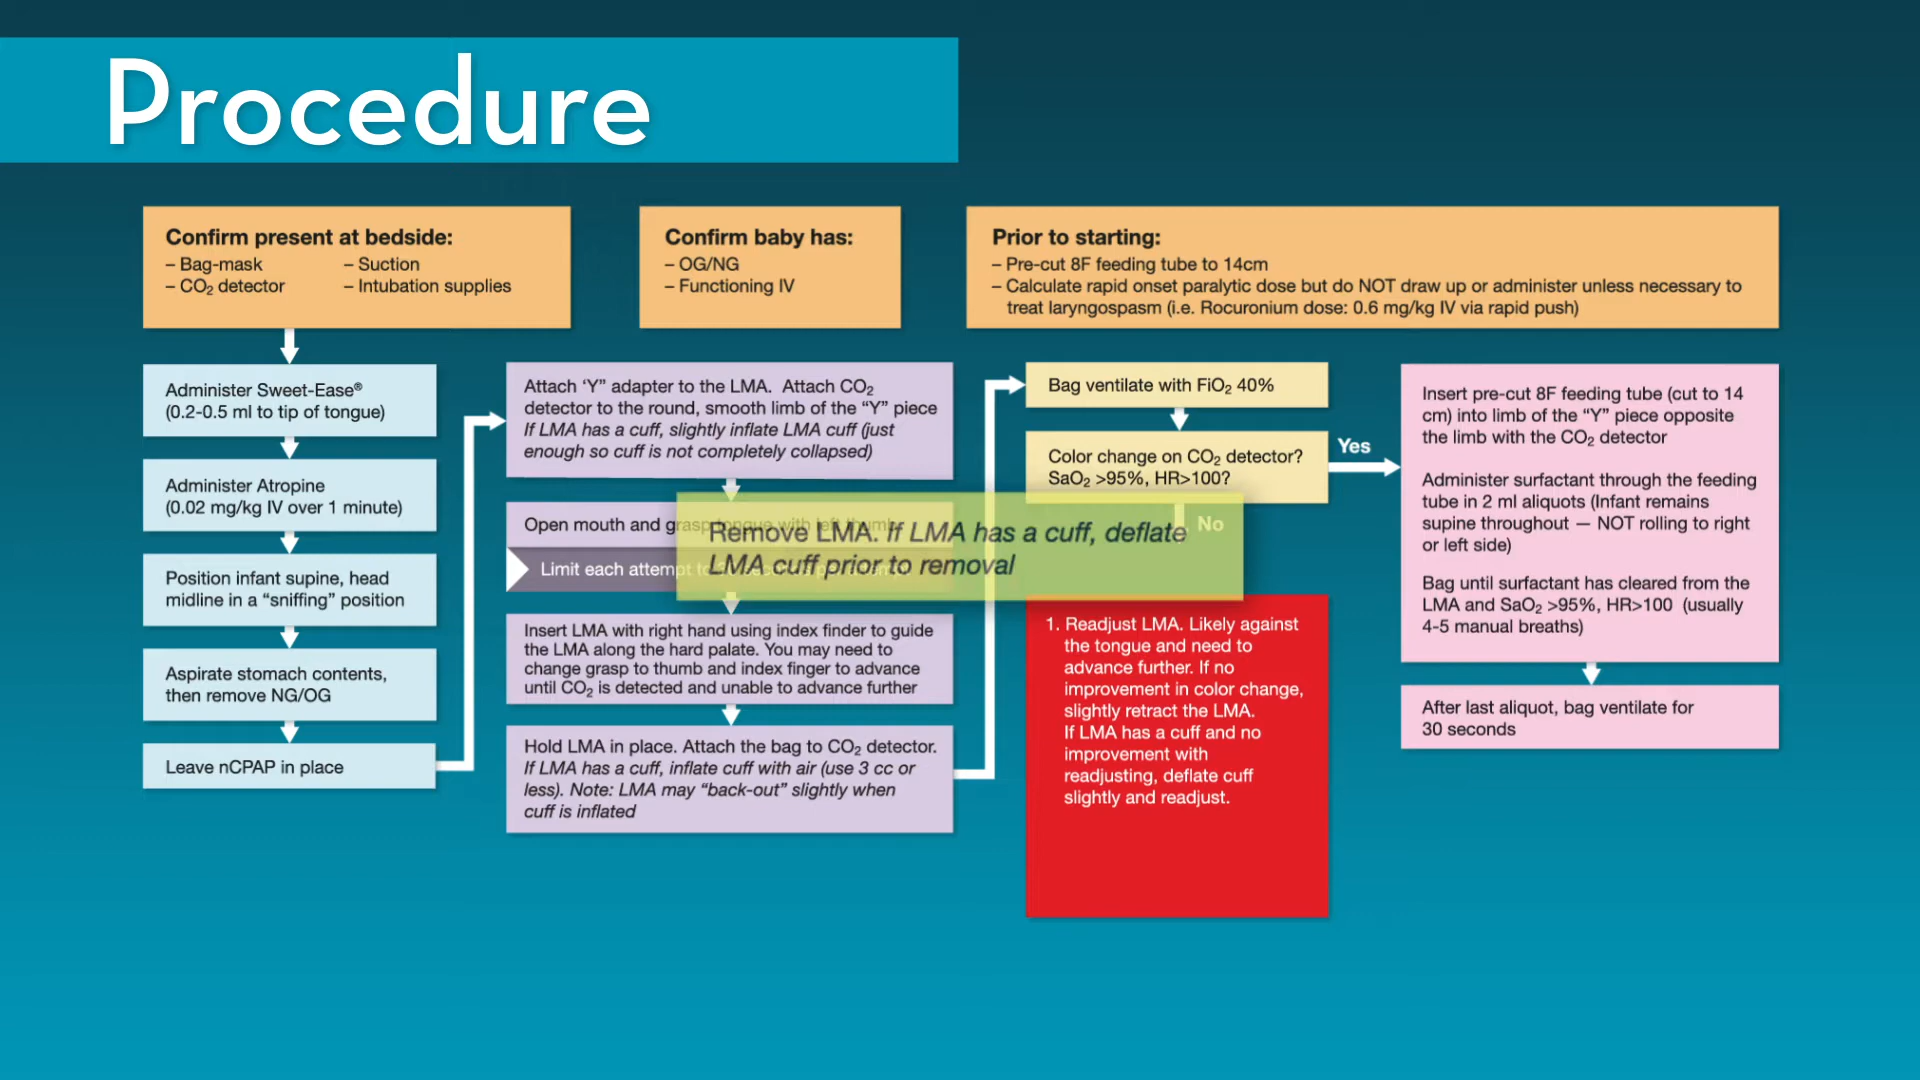 Procedure
Confirm present at bedside:
– Bag-mask
– CO₂ detector
– Suction
– Intubation supplies
Confirm baby has:
– OG/NG
– Functioning IV
Prior to starting:
– Pre-cut 8F feeding tube to 14cm
– Calculate rapid onset paralytic dose but do NOT draw up or administer unless necessary to
treat laryngospasm (i.e. Rocuronium dose: 0.6 mg/kg IV via rapid push)
Administer Sweet-Ease®
(0.2-0.5 ml to tip of tongue)
Administer Atropine
(0.02 mg/kg IV over 1 minute)
Position infant supine, head
midline in a “sniffing” position
Aspirate stomach contents,
then remove NG/OG
Leave nCPAP in place
Attach ‘Y” adapter to the LMA. Attach CO₂
detector to the round, smooth limb of the “Y” piece
If LMA has a cuff, slightly inflate LMA cuff (just
enough so cuff is not completely collapsed)
Open mouth and grasp tongue with left thumb
Limit each attempt to
Insert LMA with right hand using index finder to guide
the LMA along the hard palate. You may need to
change grasp to thumb and index finger to advance
until CO₂ is detected and unable to advance further
Hold LMA in place. Attach the bag to CO₂ detector.
If LMA has a cuff, inflate cuff with air (use 3 cc or
less). Note: LMA may “back-out” slightly when
cuff is inflated
Remove LMA. If LMA has a cuff, deflate
LMA cuff prior to removal
Bag ventilate with FiO₂ 40%
Color change on CO₂ detector?
SaO₂ >95%, HR>100?
Yes
No
1. Readjust LMA. Likely against
the tongue and need to
advance further. If no
improvement in color change,
slightly retract the LMA.
If LMA has a cuff and no
improvement with
readjusting, deflate cuff
slightly and readjust.
Insert pre-cut 8F feeding tube (cut to 14
cm) into limb of the “Y” piece opposite
the limb with the CO₂ detector
Administer surfactant through the feeding
tube in 2 ml aliquots (Infant remains
supine throughout — NOT rolling to right
or left side)
Bag until surfactant has cleared from the
LMA and SaO₂ >95%, HR>100 (usually
4-5 manual breaths)
After last aliquot, bag ventilate for
30 seconds